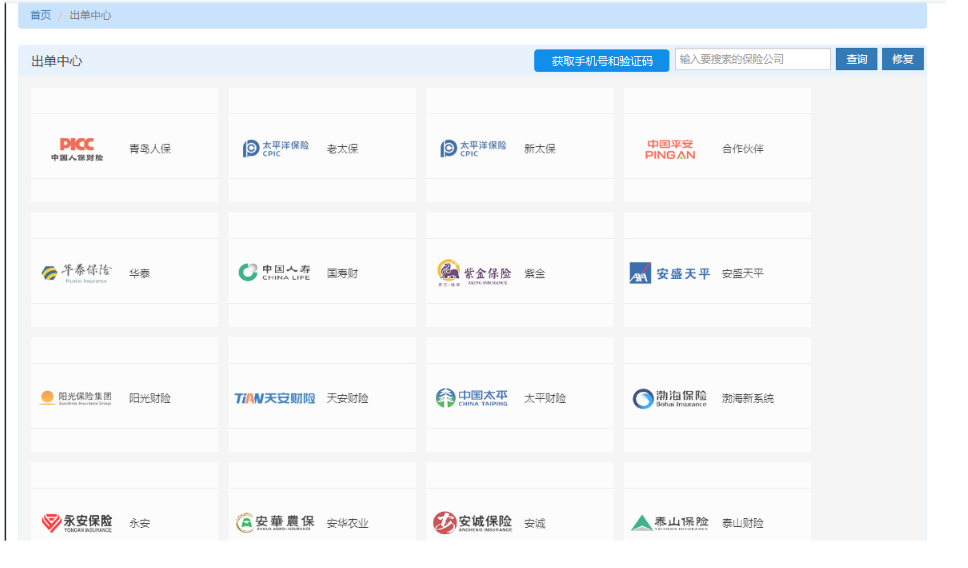 首页 / 出单中心
出单中心
获取手机号和验证码
输入要搜索的保险公司
查询
修复
PICC
中国人保财险
青岛人保
太平洋保险
CPIC
老太保
太平洋保险
CPIC
新太保
中国平安
PINGAN
合作伙伴
华泰保险
Huatai Insurance
华泰
中国人寿
CHINA LIFE
国寿财
紫金保险
ZKING INSURANCE
紫金
AXA 安盛天平
安盛天平
阳光保险集团
Sunshine Insurance Group
阳光财险
TIAN天安财险
天安财险
中国太平
CHINA TAIPING
太平财险
渤海保险
Bohai Insurance
渤海新系统
永安保险
YONGAN INSURANCE
永安
安華農保
安华农业
安诚保险
ANCHENG INSURANCE
安诚
泰山保险
泰山财险